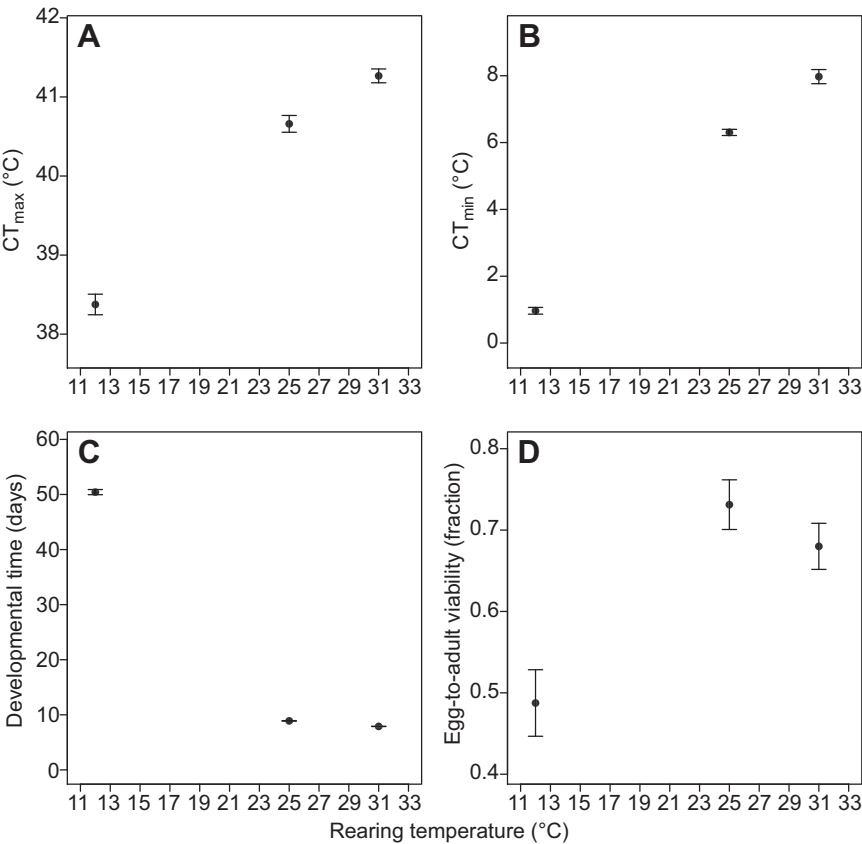 A
42
41
40
39
38
CTmax (°C)
11 13 15 17 19 21 23 25 27 29 31 33
B
8
6
4
2
0
CTmin (°C)
11 13 15 17 19 21 23 25 27 29 31 33
C
60
50
40
30
20
10
0
Developmental time (days)
11 13 15 17 19 21 23 25 27 29 31 33
D
0.8
0.7
0.6
0.5
0.4
Egg-to-adult viability (fraction)
11 13 15 17 19 21 23 25 27 29 31 33
Rearing temperature (°C)